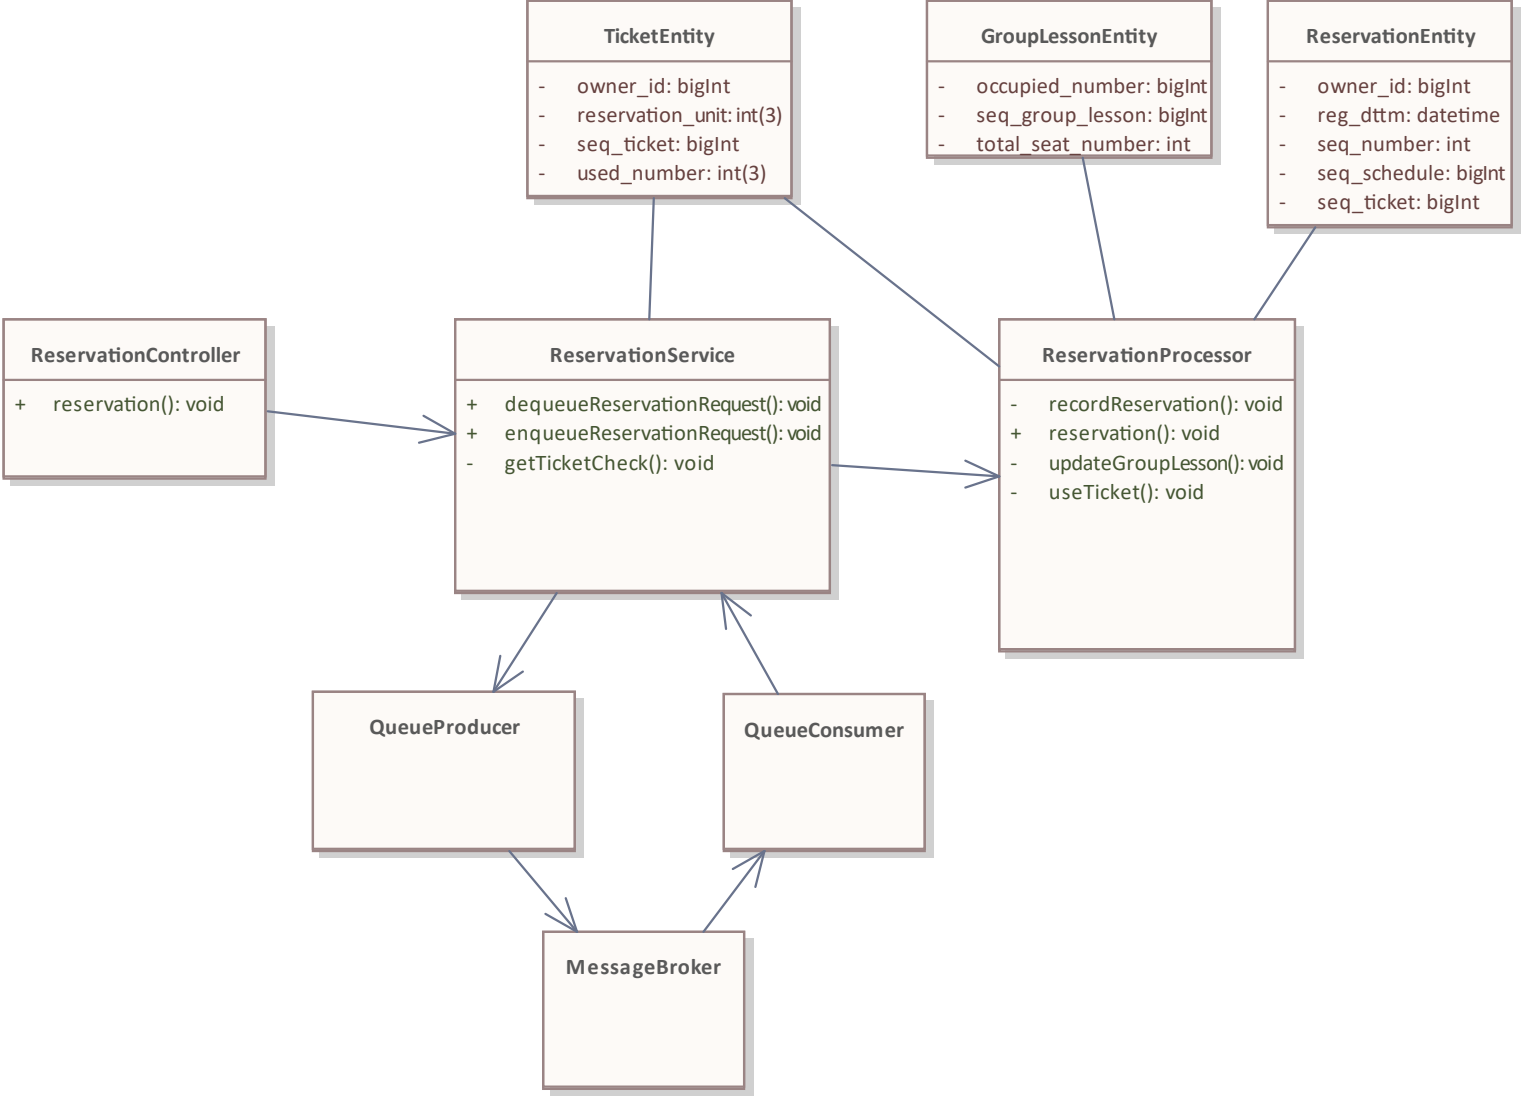 TicketEntity
- owner_id: bigInt
- reservation_unit: int(3)
- seq_ticket: bigInt
- used_number: int(3)
GroupLessonEntity
- occupied_number: bigInt
- seq_group_lesson: bigInt
- total_seat_number: int
ReservationEntity
- owner_id: bigInt
- reg_dttm: datetime
- seq_number: int
- seq_schedule: bigInt
- seq_ticket: bigInt
ReservationController
+ reservation(): void
ReservationService
+ dequeueReservationRequest(): void
+ enqueueReservationRequest(): void
- getTicketCheck(): void
ReservationProcessor
- recordReservation(): void
+ reservation(): void
- updateGroupLesson(): void
- useTicket(): void
QueueProducer
QueueConsumer
MessageBroker